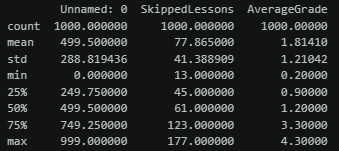 Unnamed: 0 SkippedLessons AverageGrade
count 1000.000000 1000.000000 1000.00000
mean 499.500000 77.865000 1.81410
std 288.819436 41.388909 1.21042
min 0.000000 13.000000 0.20000
25% 249.750000 45.000000 0.90000
50% 499.500000 61.000000 1.20000
75% 749.250000 123.000000 3.30000
max 999.000000 177.000000 4.30000